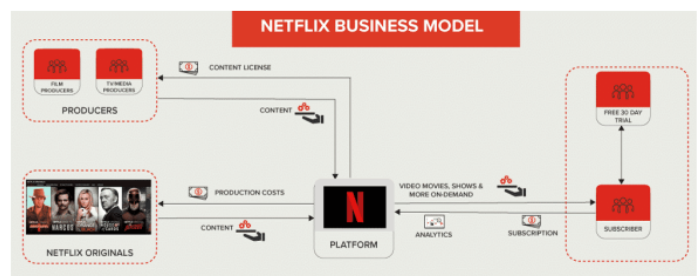 NETFLIX BUSINESS MODEL
CONTENT LICENSE
FILM
PRODUCERS
TV/MEDIA
PRODUCERS
PRODUCERS
CONTENT
FREE 30 DAY
TRIAL
PRODUCTION COSTS
VIDEO MOVIES, SHOWS &
MORE ON-DEMAND
NARCOS
CONTENT
N
ANALYTICS
SUBSCRIPTION
SUBSCRIBER
PLATFORM
NETFLIX ORIGINALS